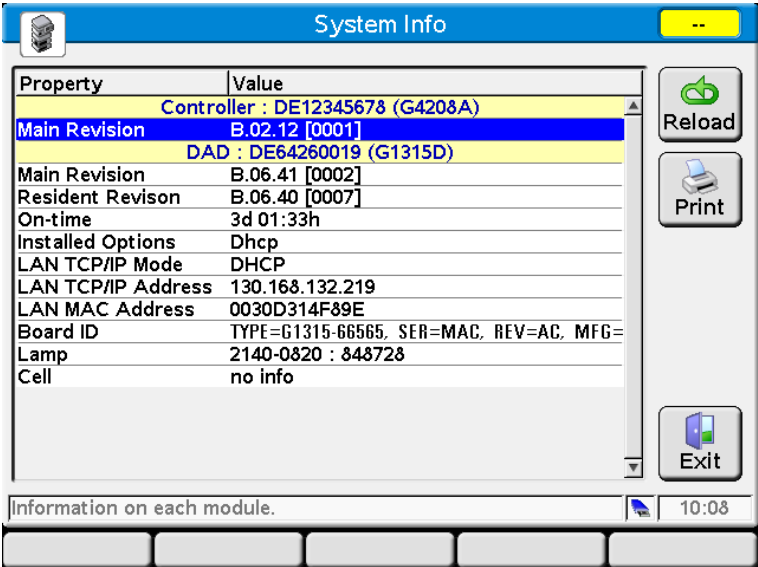 System Info
--
Property Value
Controller : DE12345678 (G4208A)
Main Revision B.02.12 [0001]
DAD : DE64260019 (G1315D)
Main Revision B.06.41 [0002]
Resident Revison B.06.40 [0007]
On-time 3d 01:33h
Installed Options Dhcp
LAN TCP/IP Mode DHCP
LAN TCP/IP Address 130.168.132.219
LAN MAC Address 0030D314F89E
Board ID TYPE=G1315-66565, SER=MAC, REV=AC, MFG=
Lamp 2140-0820 : 848728
Cell no info
Reload
Print
Exit
Information on each module.
10:08